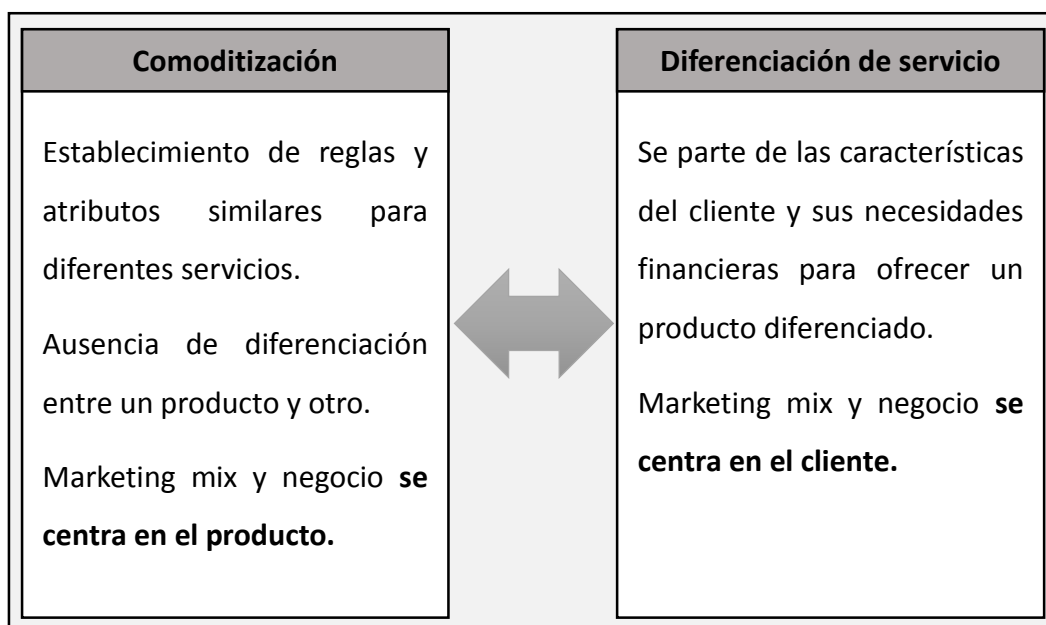 Comoditización
Establecimiento de reglas y
atributos similares para
diferentes servicios.
Ausencia de diferenciación
entre un producto y otro.
Marketing mix y negocio se
centra en el producto.
Diferenciación de servicio
Se parte de las características
del cliente y sus necesidades
financieras para ofrecer un
producto diferenciado.
Marketing mix y negocio se
centra en el cliente.